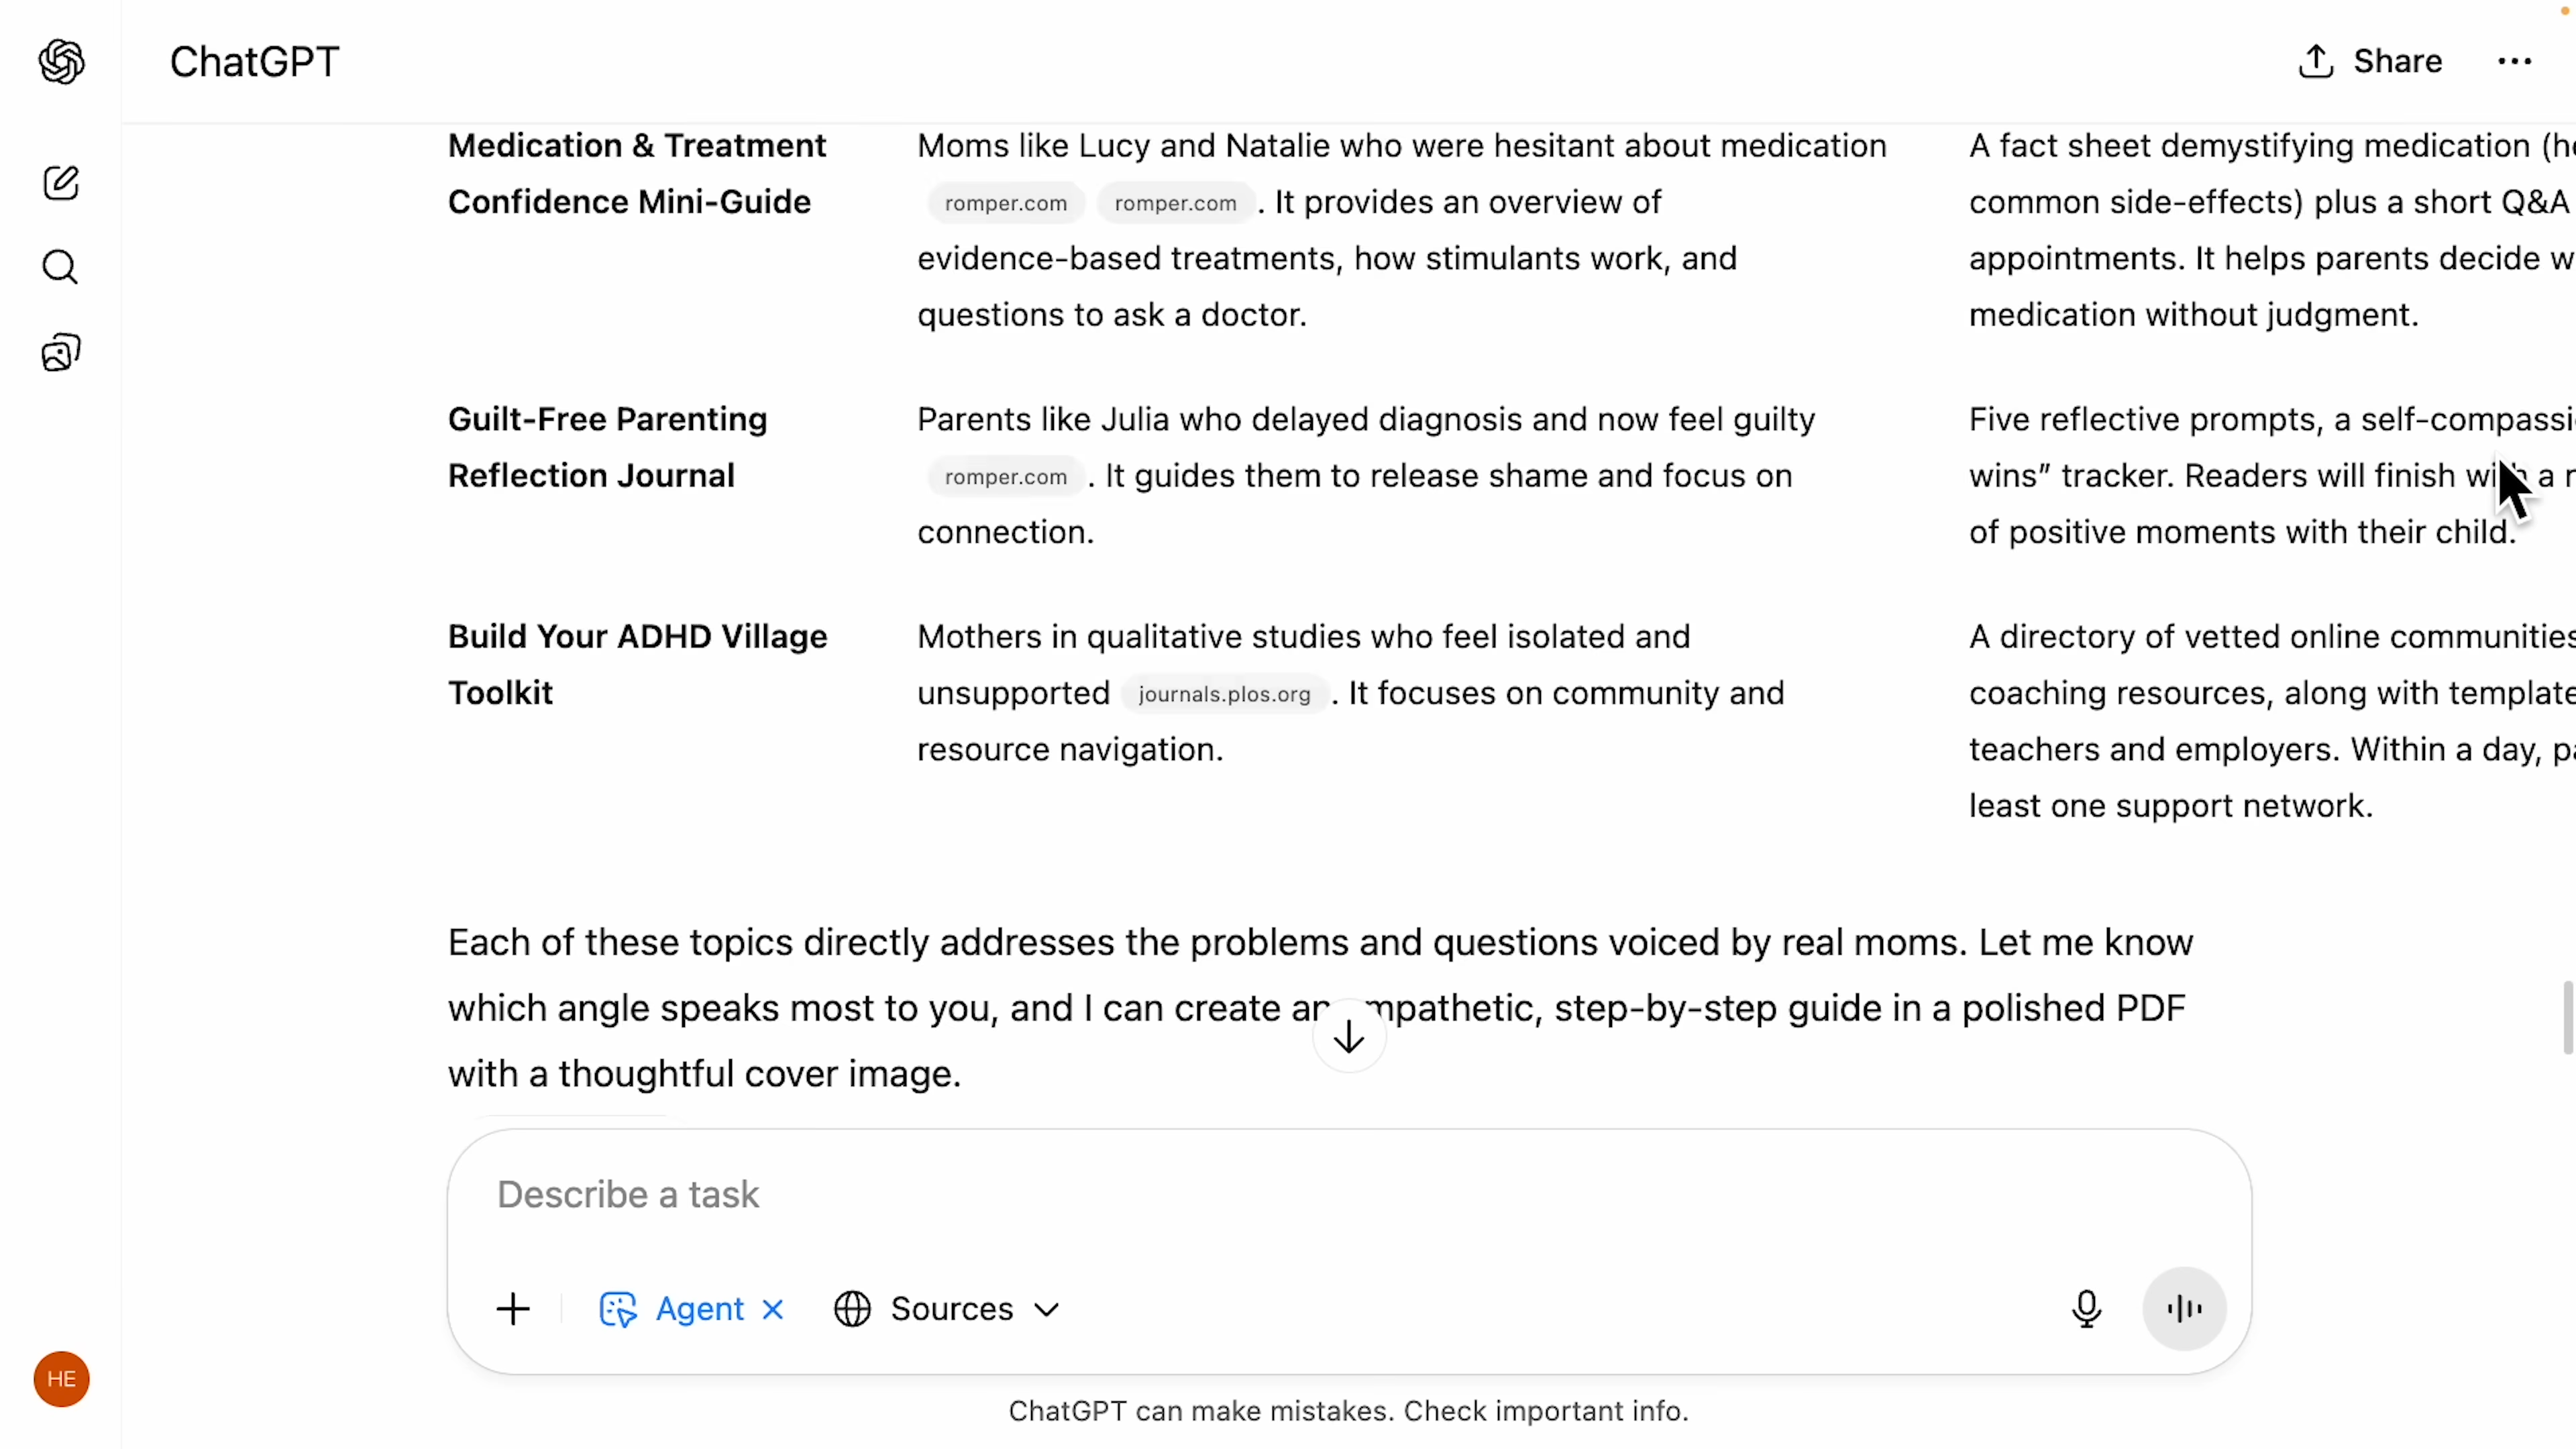 ChatGPT
Share
Medication & Treatment
Confidence Mini-Guide
Moms like Lucy and Natalie who were hesitant about medication
romper.com romper.com . It provides an overview of
evidence-based treatments, how stimulants work, and
questions to ask a doctor.
A fact sheet demystifying medication
common side-effects) plus a short Q&A
appointments. It helps parents decide
medication without judgment.
Guilt-Free Parenting
Reflection Journal
Parents like Julia who delayed diagnosis and now feel guilty
romper.com . It guides them to release shame and focus on
connection.
Five reflective prompts, a
wins” tracker. Readers will finish with a
of positive moments with their child.
Build Your ADHD Village
Toolkit
Mothers in qualitative studies who feel isolated and
unsupported journals.plos.org . It focuses on community and
resource navigation.
A directory of vetted online communities
coaching resources, along with
teachers and employers. Within a day,
least one support network.
Each of these topics directly addresses the problems and questions voiced by real moms. Let me know
which angle speaks most to you, and I can create an empathetic, step-by-step guide in a polished PDF
with a thoughtful cover image.
Describe a task
Agent
Sources
HE
ChatGPT can make mistakes. Check important info.